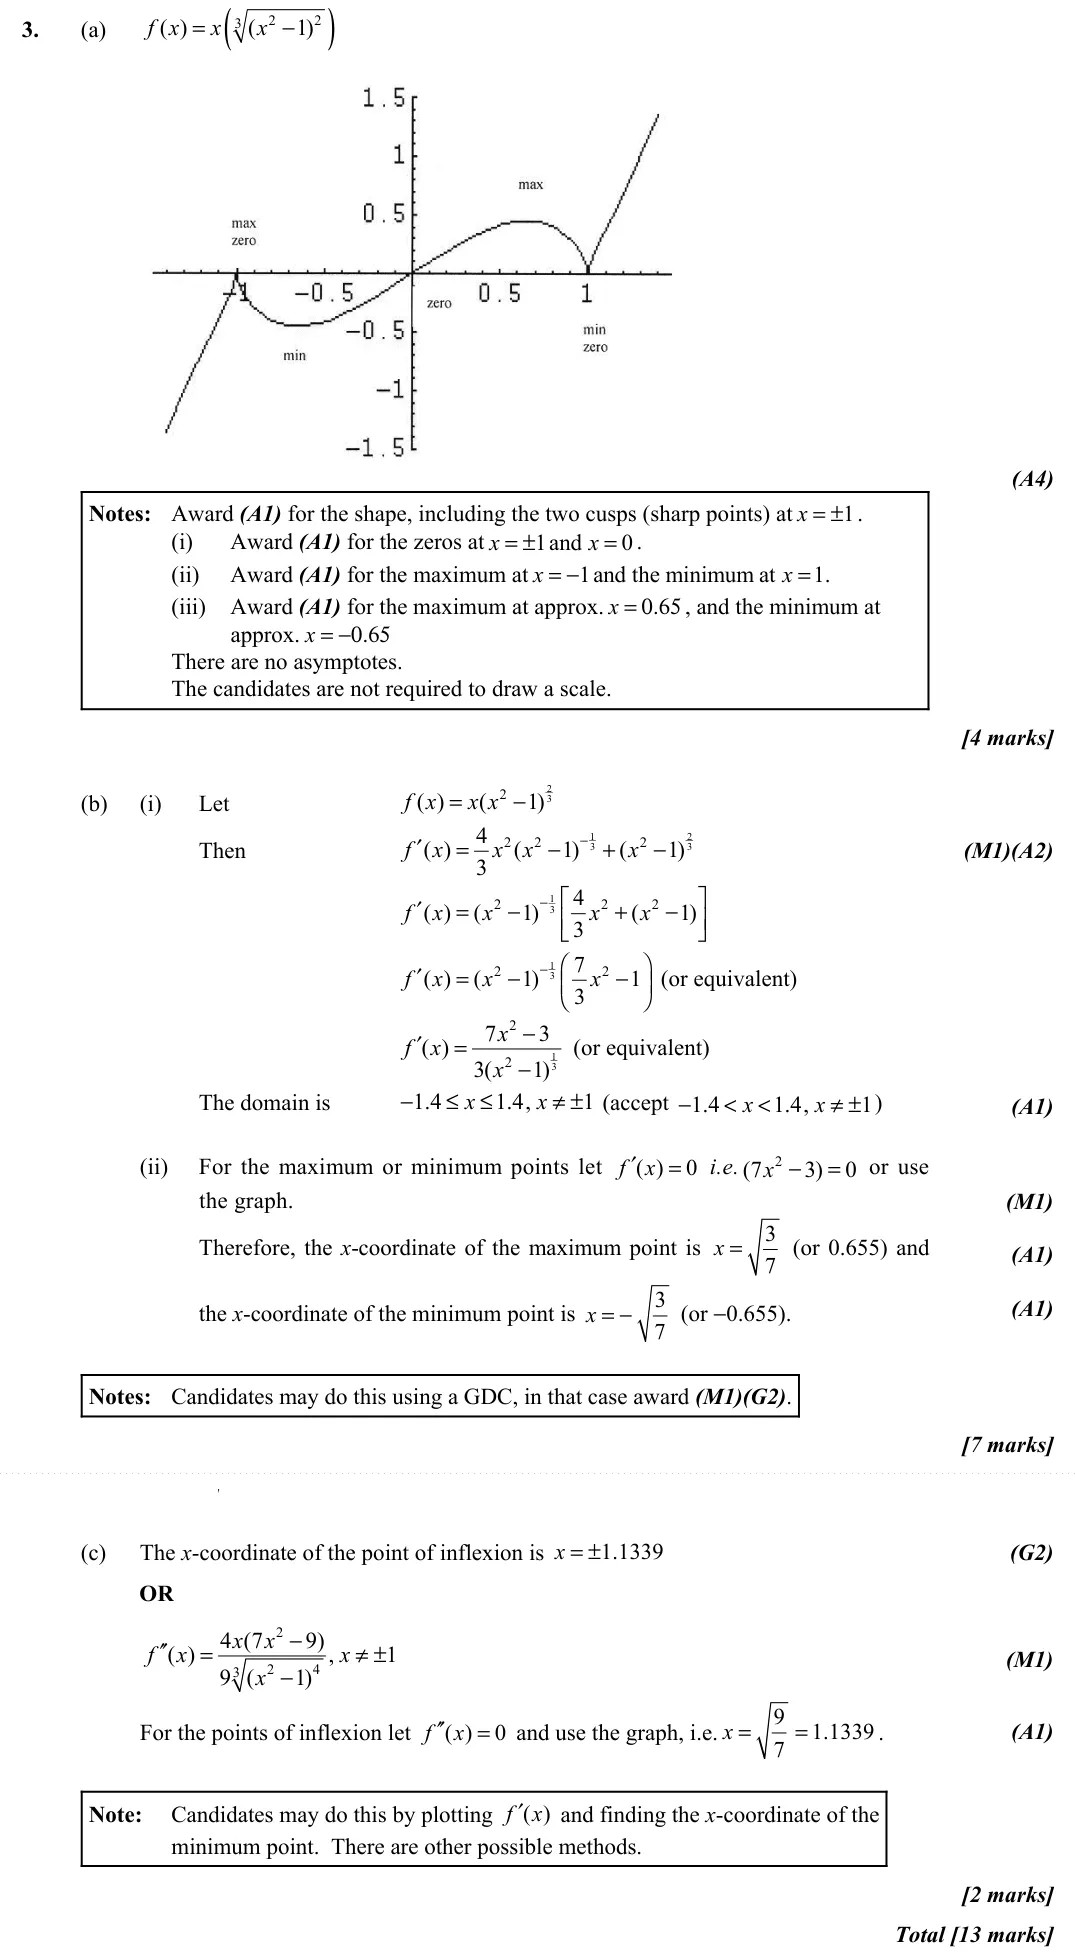 3. (a) f(x) = x(∛(x² −1)²)
1.5
1
max
0.5
max
zero
−1 −0.5 zero 0.5 1
−0.5 min
min zero
−1
−1.5
(A4)
Notes: Award (A1) for the shape, including the two cusps (sharp points) at x = ±1.
(i) Award (A1) for the zeros at x = ±1 and x = 0.
(ii) Award (A1) for the maximum at x = −1 and the minimum at x = 1.
(iii) Award (A1) for the maximum at approx. x = 0.65, and the minimum at
approx. x = −0.65
There are no asymptotes.
The candidates are not required to draw a scale.
[4 marks]
(b) (i) Let f(x) = x(x² −1)^(2/3)
Then f′(x) = 4/3 x²(x² −1)^(−1/3) + (x² −1)^(2/3) (M1)(A2)
f′(x) = (x² −1)^(−1/3) [4/3 x² + (x² −1)]
f′(x) = (x² −1)^(−1/3) (7/3 x² −1) (or equivalent)
f′(x) = (7x² −3)/(3(x² −1)^(1/3)) (or equivalent)
The domain is −1.4 ≤ x ≤ 1.4, x ≠ ±1 (accept −1.4 < x < 1.4, x ≠ ±1) (A1)
(ii) For the maximum or minimum points let f′(x) = 0 i.e. (7x² −3) = 0 or use
the graph. (M1)
Therefore, the x-coordinate of the maximum point is x = √(3/7) (or 0.655) and (A1)
the x-coordinate of the minimum point is x = −√(3/7) (or −0.655). (A1)
Notes: Candidates may do this using a GDC, in that case award (M1)(G2).
[7 marks]
(c) The x-coordinate of the point of inflexion is x = ±1.1339 (G2)
OR
f″(x) = 4x(7x² −9)/(9∛(x² −1)⁴), x ≠ ±1 (M1)
For the points of inflexion let f″(x) = 0 and use the graph, i.e. x = √(9/7) = 1.1339. (A1)
Note: Candidates may do this by plotting f′(x) and finding the x-coordinate of the
minimum point. There are other possible methods.
[2 marks]
Total [13 marks]